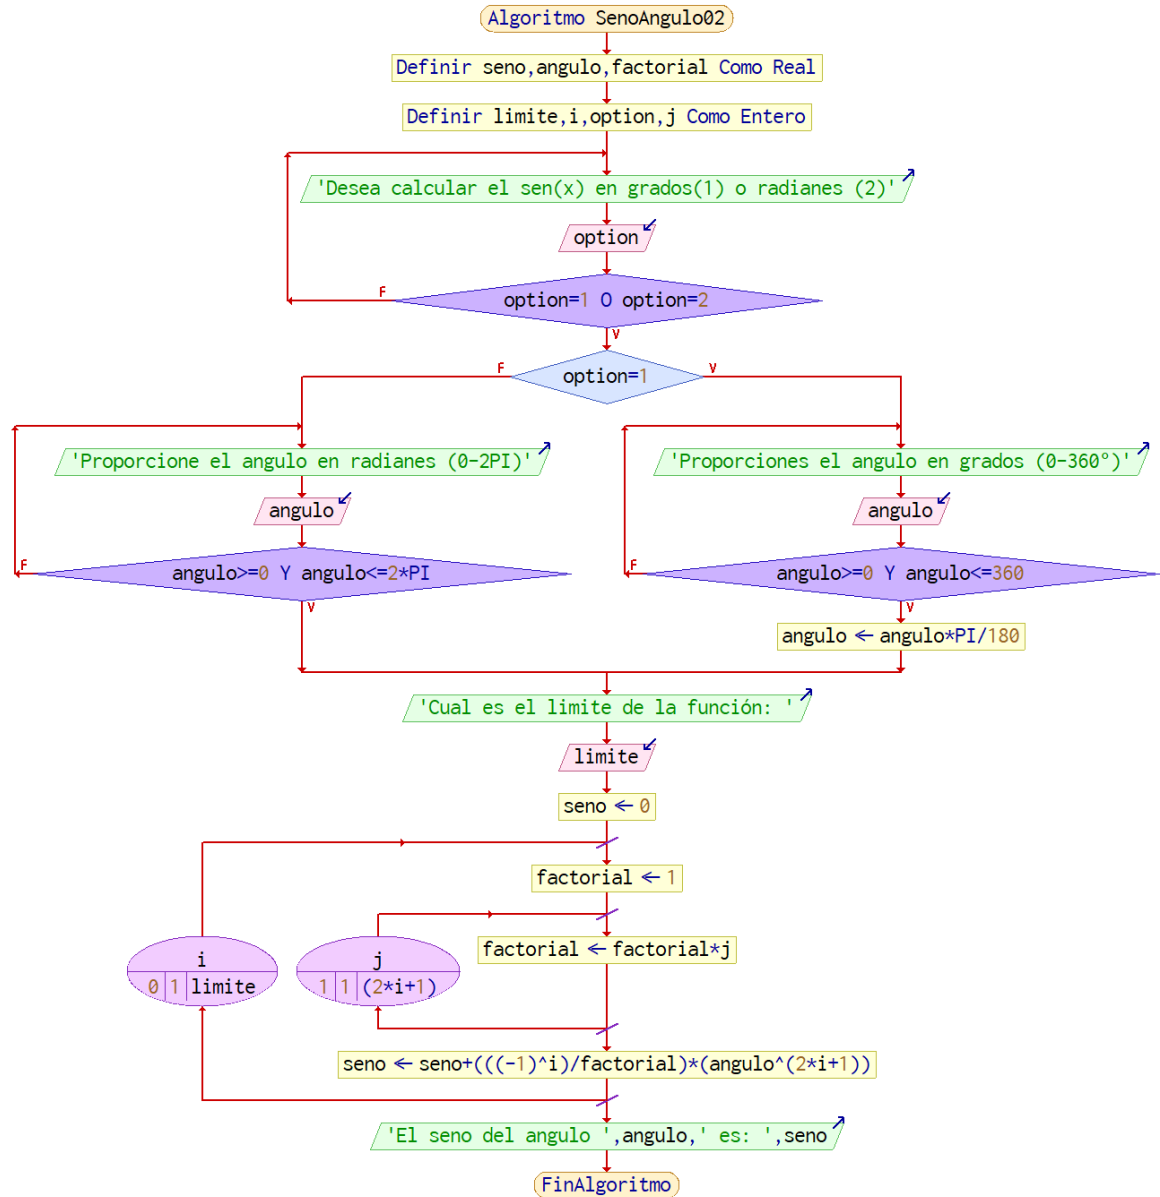 Algoritmo SenoAngulo02
Definir seno,angulo,factorial Como Real
Definir limite,i,option,j Como Entero
'Desea calcular el sen(x) en grados(1) o radianes (2)'
option
F
option=1 O option=2
V
F
option=1
V
'Proporcione el angulo en radianes (0-2PI)'
'Proporciones el angulo en grados (0-360°)'
angulo
angulo
F
angulo>=0 Y angulo<=2*PI
F
angulo>=0 Y angulo<=360
V
V
angulo ← angulo*PI/180
'Cual es el limite de la función: '
limite
seno ← 0
factorial ← 1
factorial ← factorial*j
i
0 1 limite
j
1 1 (2*i+1)
seno ← seno+(((-1)^i)/factorial)*(angulo^(2*i+1))
'El seno del angulo ',angulo,' es: ',seno
FinAlgoritmo